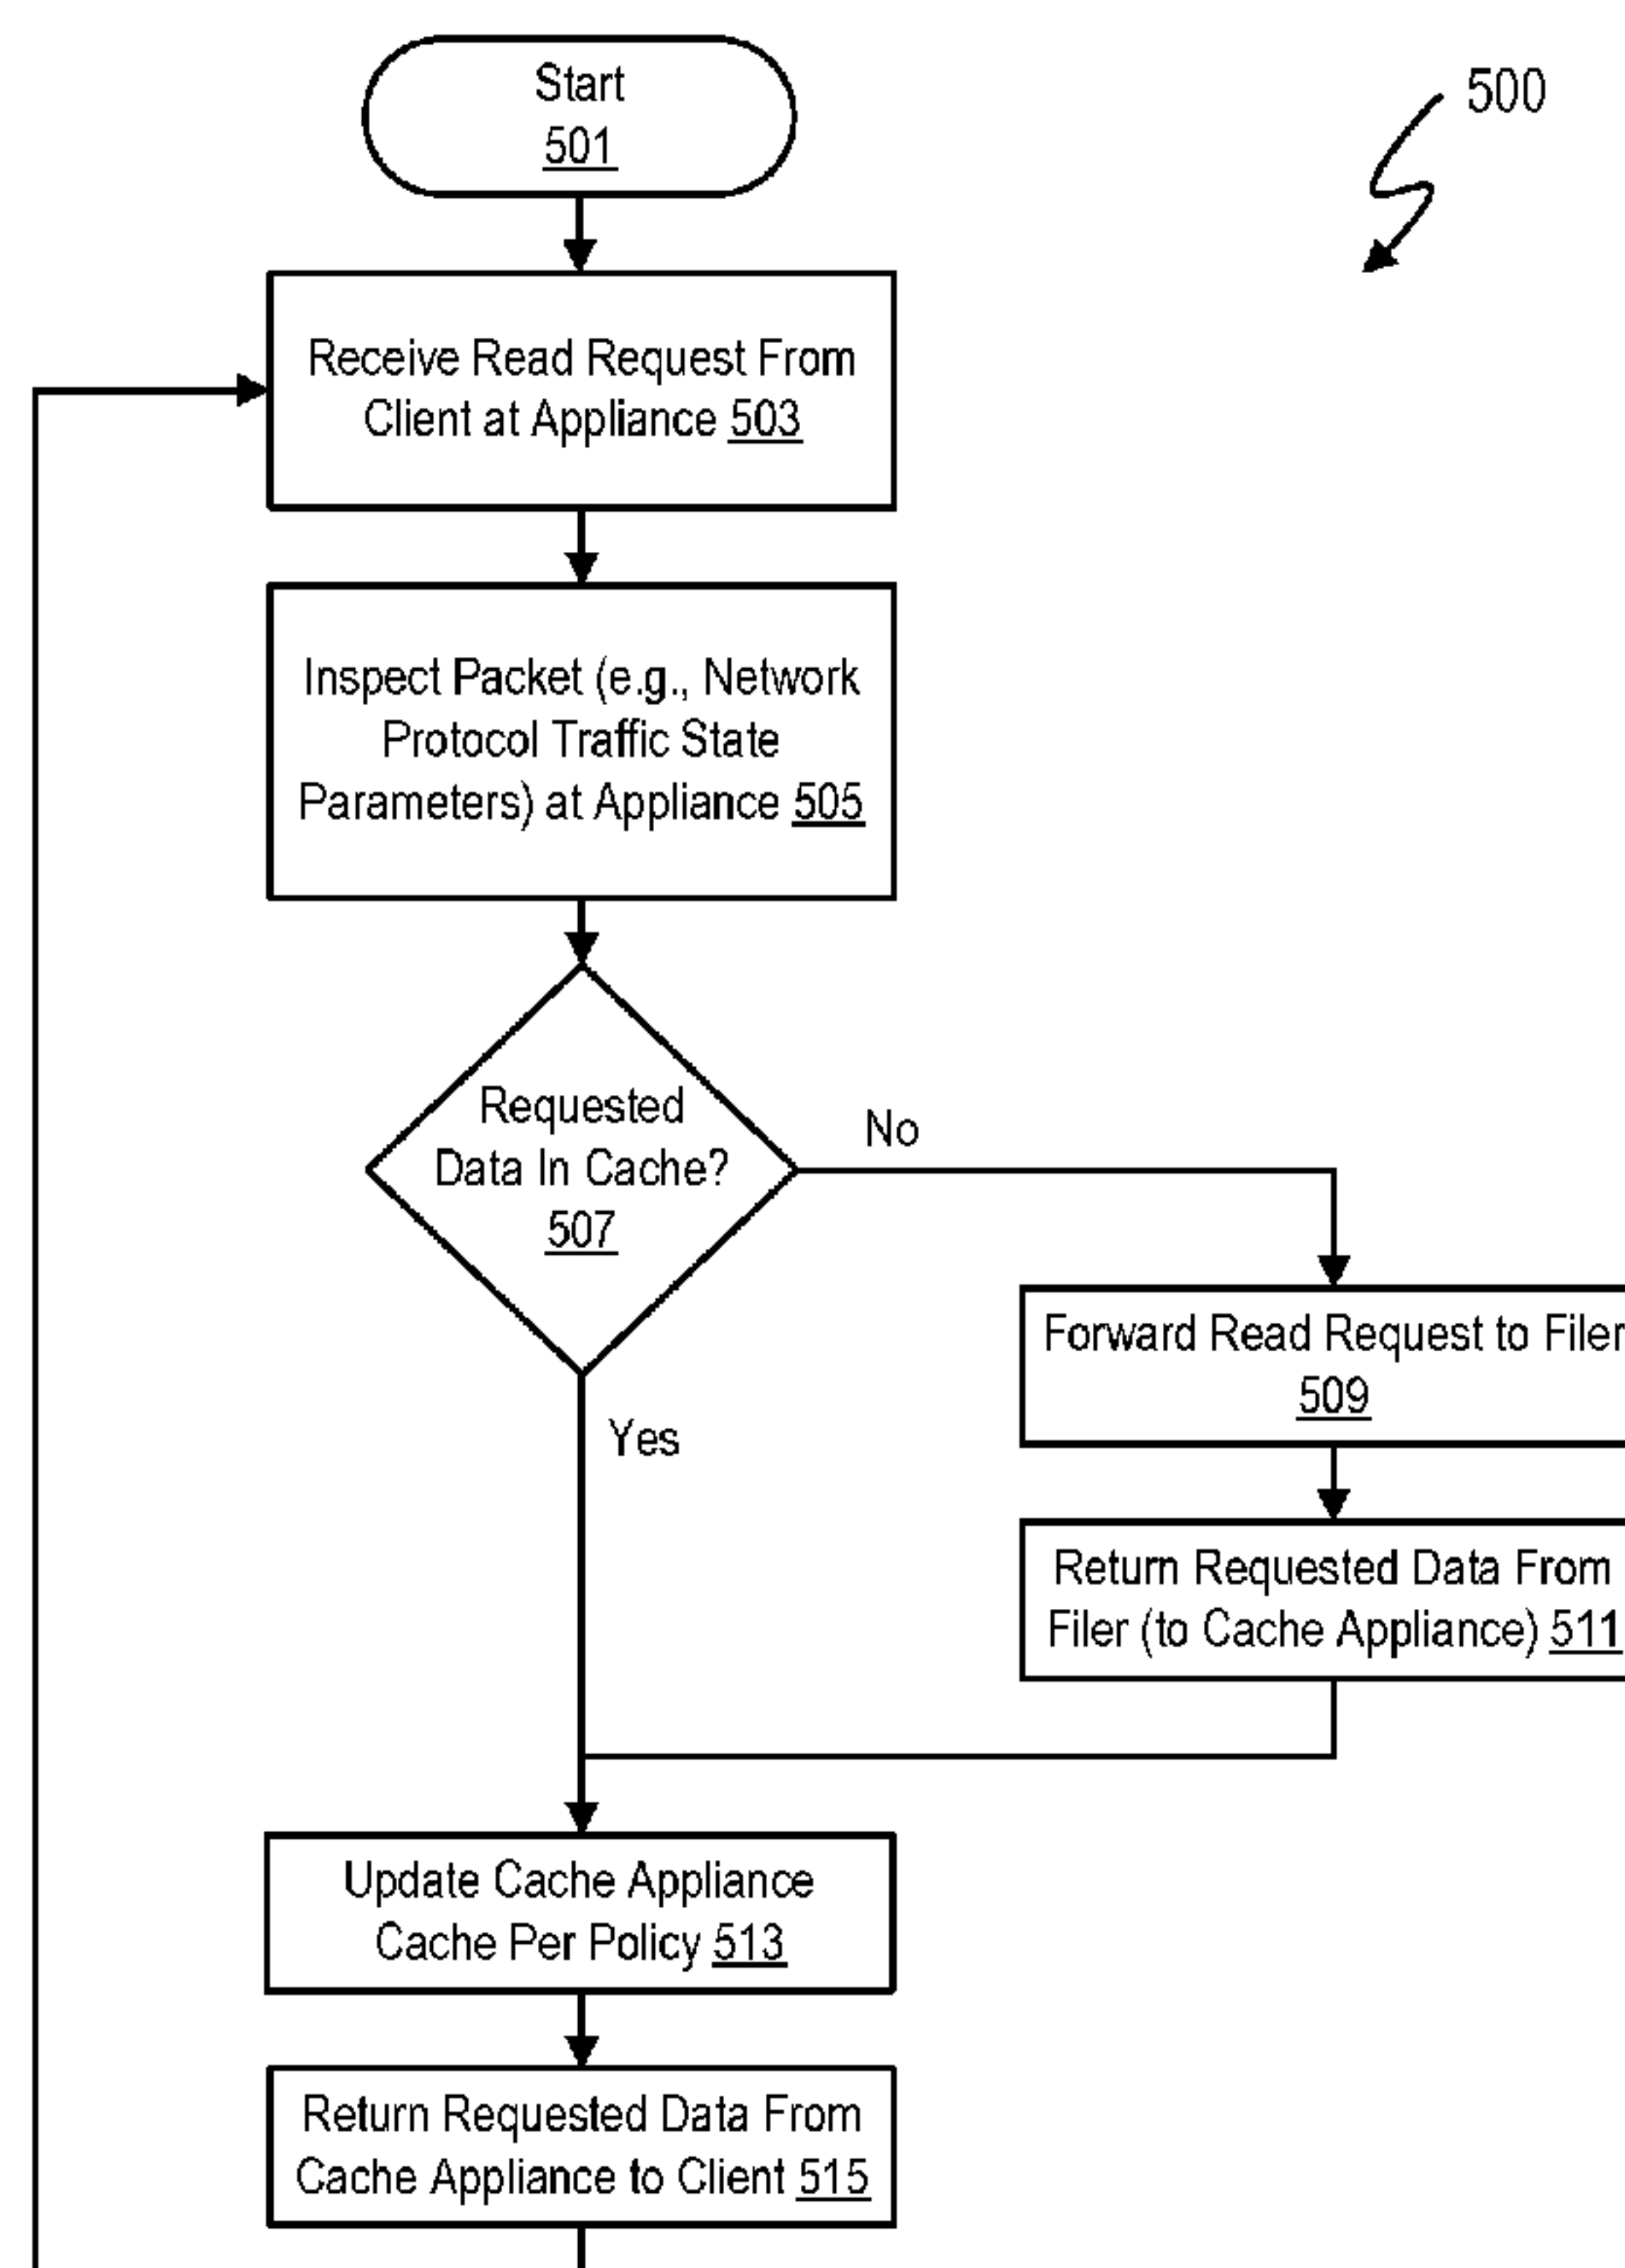 Start
501
500
Receive Read Request From
Client at Appliance 503
Inspect Packet (e.g., Network
Protocol Traffic State
Parameters) at Appliance 505
Requested
Data In Cache?
507
No
Yes
Forward Read Request to Filer
509
Return Requested Data From
Filer (to Cache Appliance) 511
Update Cache Appliance
Cache Per Policy 513
Return Requested Data From
Cache Appliance to Client 515